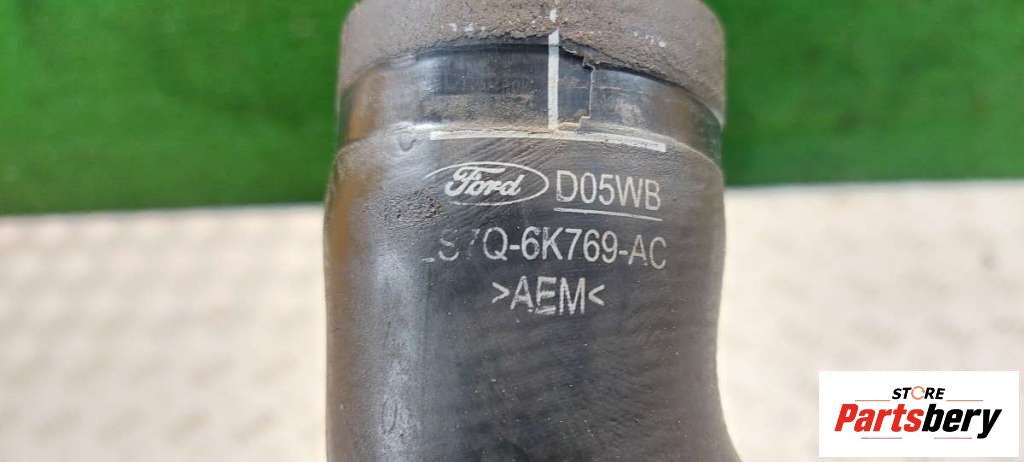 Ford D05WB
S7Q-6K769-AC
>AEM<
STORE
Partsbery